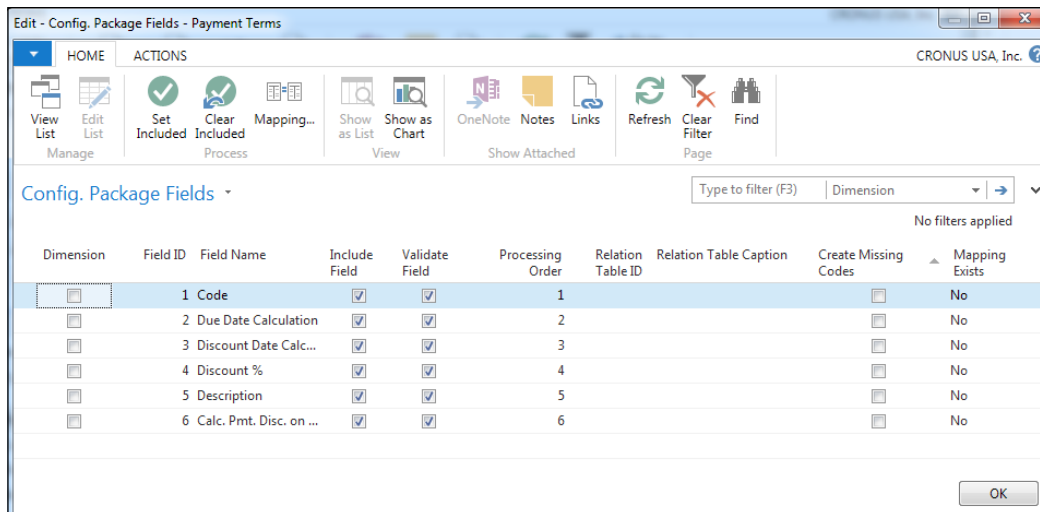 Edit - Config. Package Fields - Payment Terms
HOME ACTIONS CRONUS USA, Inc. ?
View List
Edit List
Set Included
Clear Included
Mapping...
Show as List
Show as Chart
OneNote
Notes
Links
Refresh
Clear Filter
Find
Manage Process View Show Attached Page
Config. Package Fields
Type to filter (F3) Dimension
No filters applied
Dimension Field ID Field Name Include Field Validate Field Processing Order Relation Table ID Relation Table Caption Create Missing Codes Mapping Exists
1 Code 1 No
2 Due Date Calculation 2 No
3 Discount Date Calc... 3 No
4 Discount % 4 No
5 Description 5 No
6 Calc. Pmt. Disc. on ... 6 No
OK